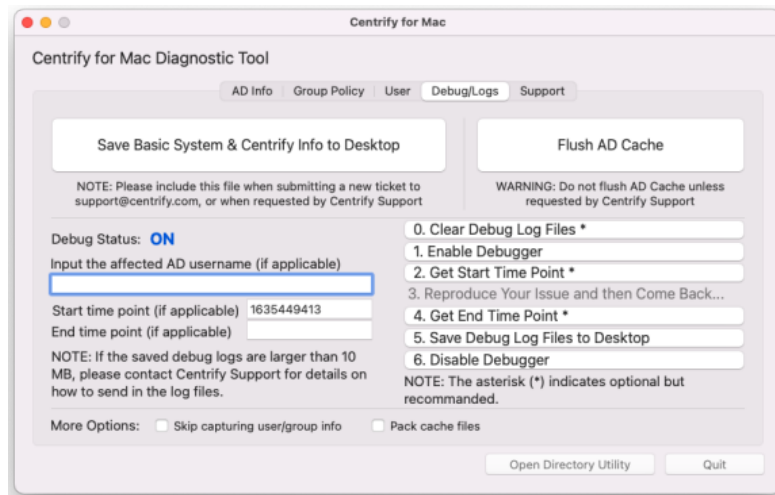 Centrify for Mac
Centrify for Mac Diagnostic Tool
AD Info
Group Policy
User
Debug/Logs
Support
Save Basic System & Centrify Info to Desktop
Flush AD Cache
NOTE: Please include this file when submitting a new ticket to
support@centrify.com, or when requested by Centrify Support
WARNING: Do not flush AD Cache unless
requested by Centrify Support
Debug Status: ON
Input the affected AD username (if applicable)
Start time point (if applicable) 1635449413
End time point (if applicable)
NOTE: If the saved debug logs are larger than 10
MB, please contact Centrify Support for details on
how to send in the log files.
0. Clear Debug Log Files *
1. Enable Debugger
2. Get Start Time Point *
3. Reproduce Your Issue and then Come Back...
4. Get End Time Point *
5. Save Debug Log Files to Desktop
6. Disable Debugger
NOTE: The asterisk (*) indicates optional but
recommanded.
More Options:
Skip capturing user/group info
Pack cache files
Open Directory Utility
Quit